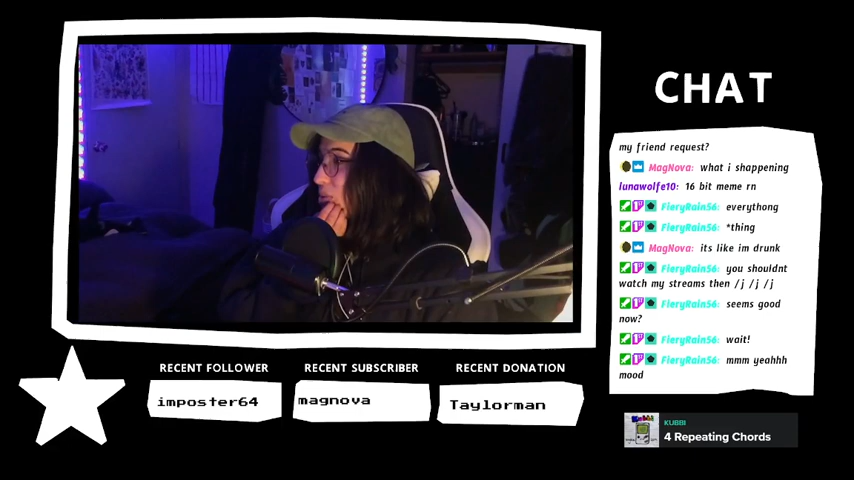 CHAT
my friend request?
MagNova: what i shappening
lunawolfe10: 16 bit meme rn
FieryRain56: everythong
FieryRain56: *thing
MagNova: its like im drunk
FieryRain56: you shouldnt
watch my streams then /j /j /j
FieryRain56: seems good
now?
FieryRain56: wait!
FieryRain56: mmm yeahhh
mood
RECENT FOLLOWER
imposter64
RECENT SUBSCRIBER
magnova
RECENT DONATION
Taylorman
KUBBI
4 Repeating Chords